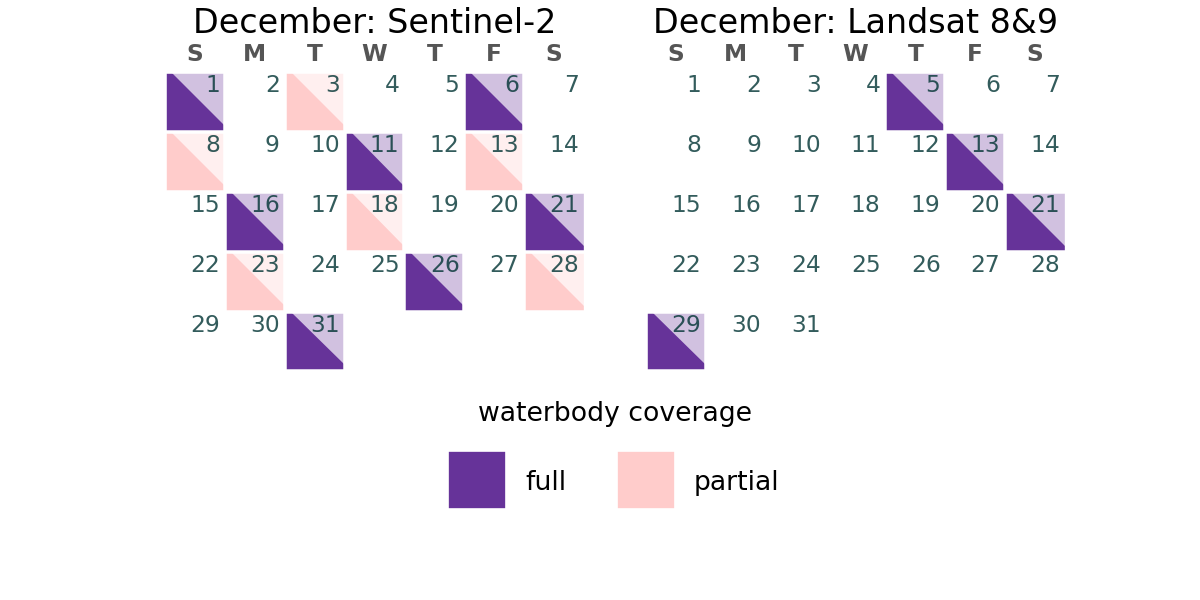 December: Sentinel-2
S M T W T F S
1 2 3 4 5 6 7
8 9 10 11 12 13 14
15 16 17 18 19 20 21
22 23 24 25 26 27 28
29 30 31
December: Landsat 8&9
S M T W T F S
1 2 3 4 5 6 7
8 9 10 11 12 13 14
15 16 17 18 19 20 21
22 23 24 25 26 27 28
29 30 31
waterbody coverage
full partial